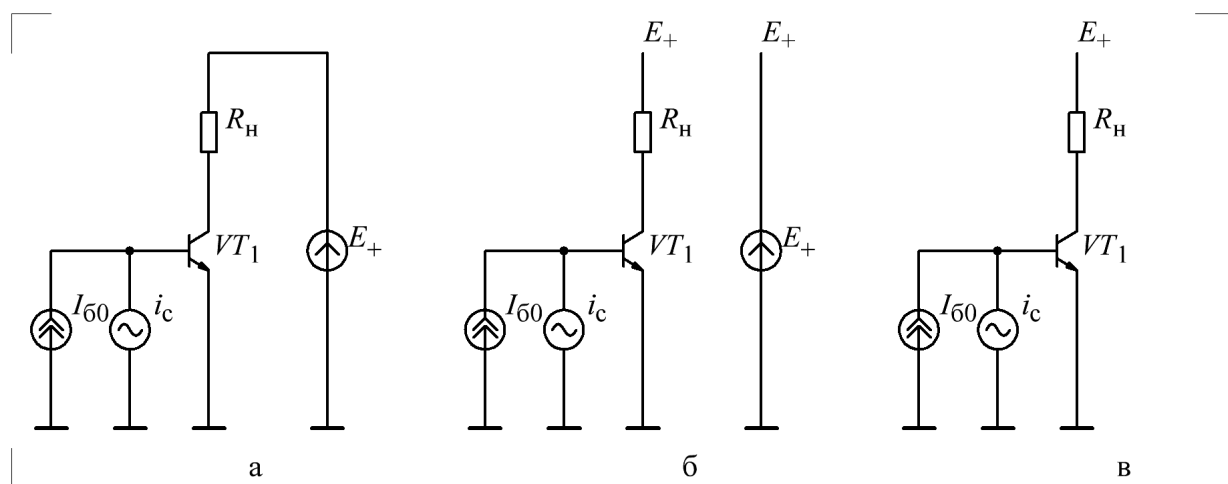 E+ E+ E+
Rн Rн Rн
VT1 E+ VT1 E+ VT1
Iб0 iс Iб0 iс Iб0 iс
а б в